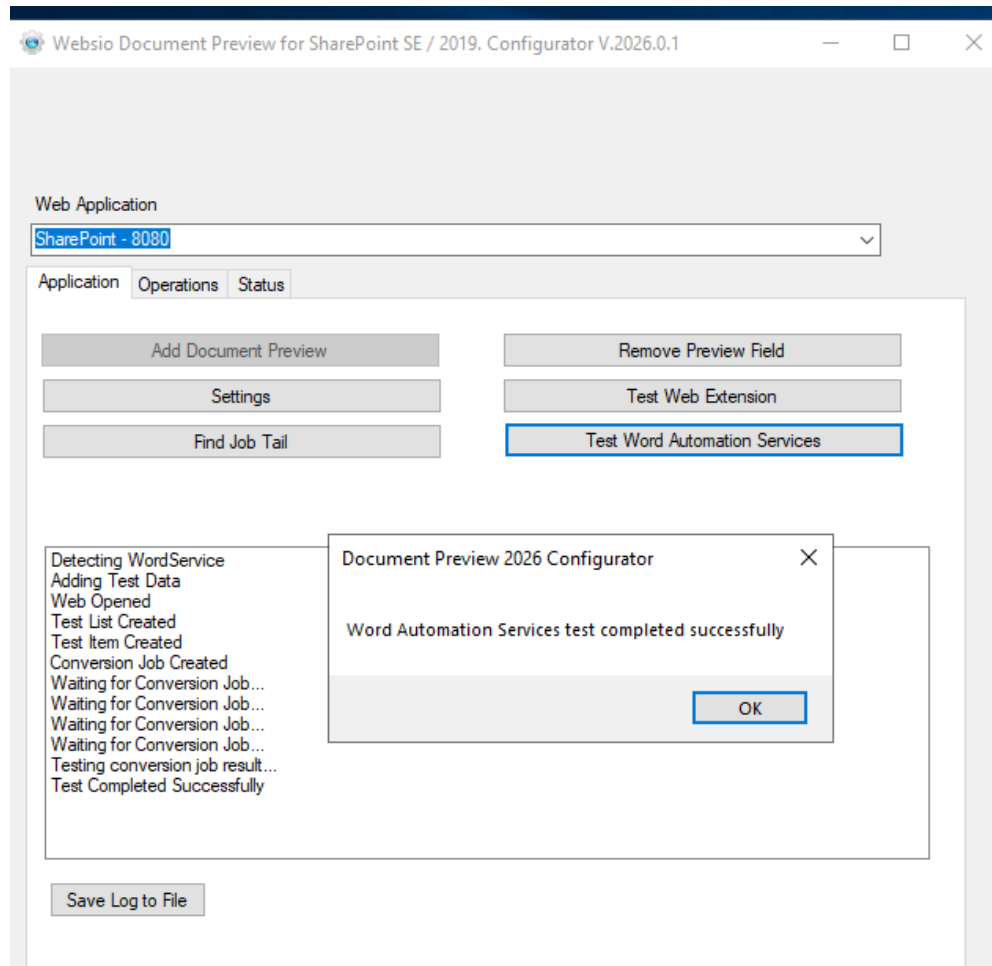 Websio Document Preview for SharePoint SE / 2019. Configurator V.2026.0.1
Web Application
SharePoint - 8080
Application Operations Status
Add Document Preview Remove Preview Field
Settings Test Web Extension
Find Job Tail Test Word Automation Services
Detecting WordService
Adding Test Data
Web Opened
Test List Created
Test Item Created
Conversion Job Created
Waiting for Conversion Job...
Waiting for Conversion Job...
Waiting for Conversion Job...
Waiting for Conversion Job...
Testing conversion job result...
Test Completed Successfully
Document Preview 2026 Configurator
Word Automation Services test completed successfully
OK
Save Log to File